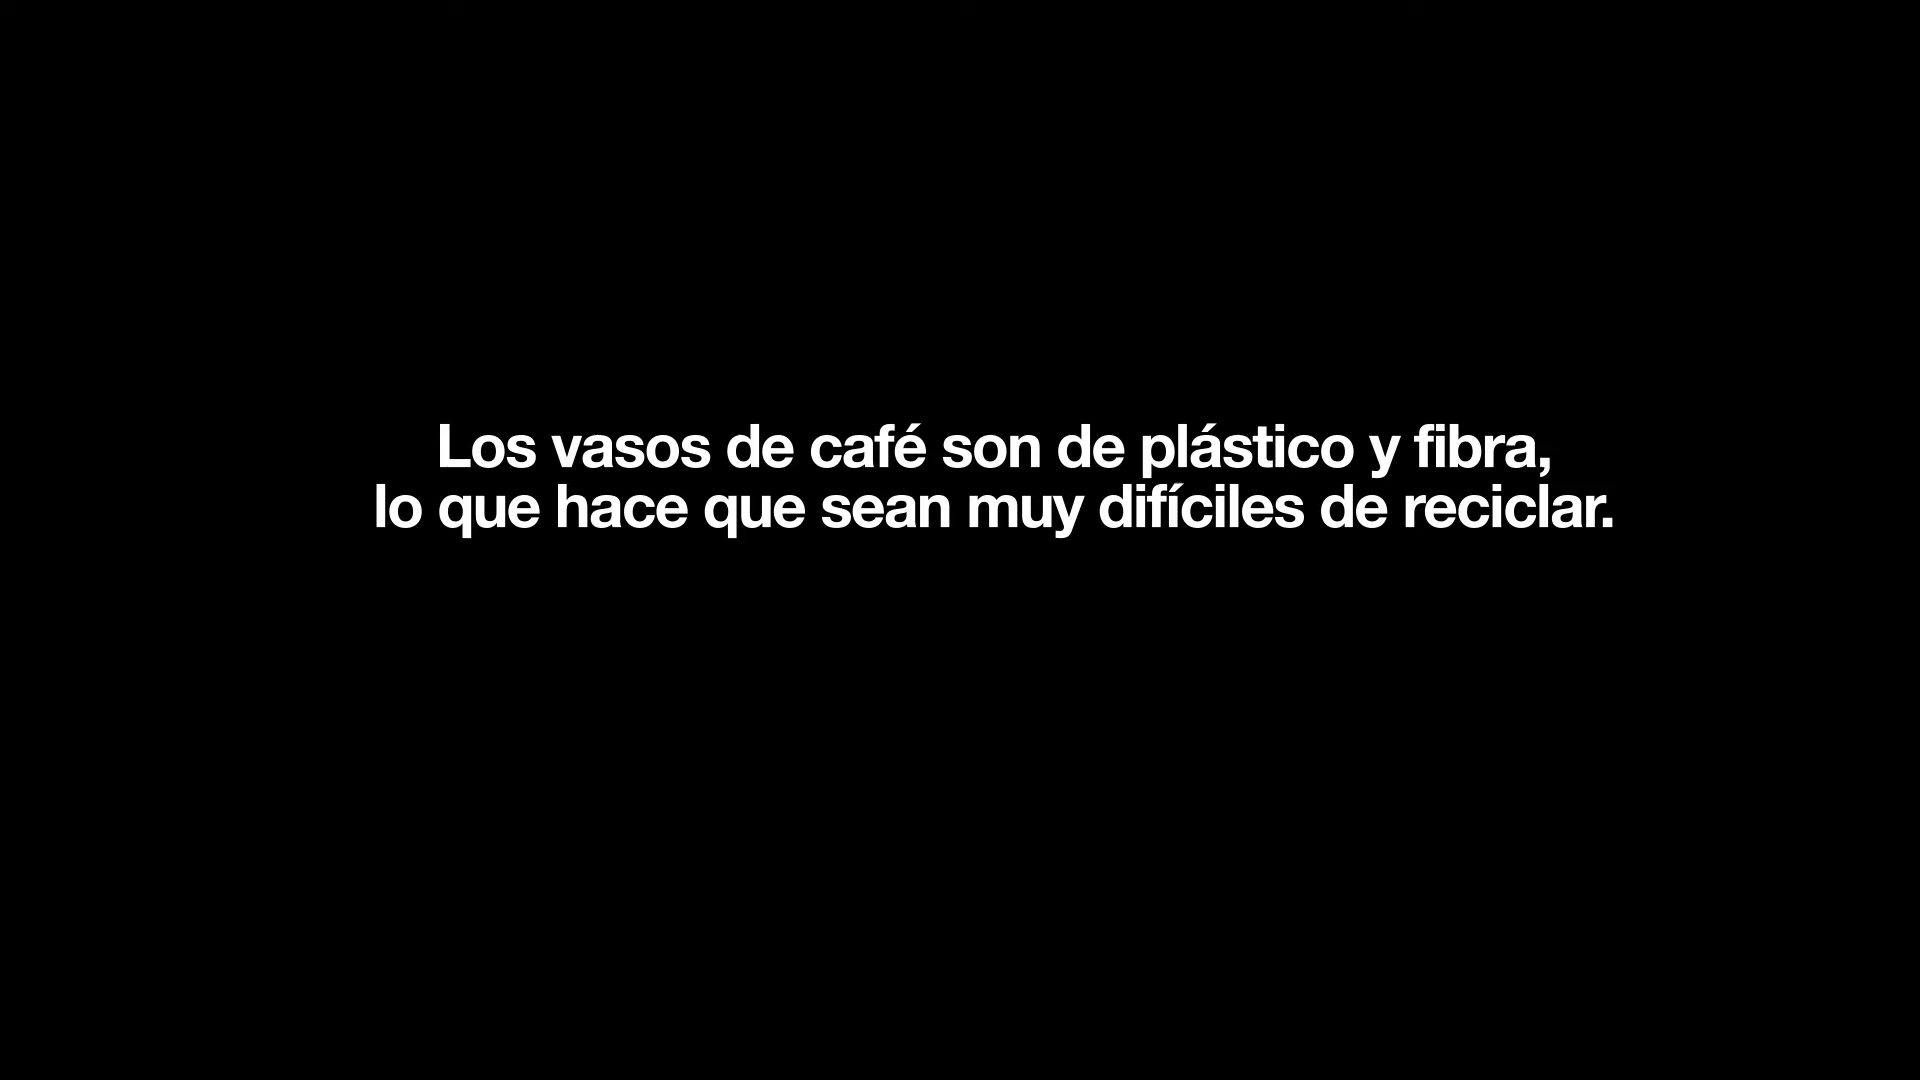 Los vasos de café son de plástico y fibra,
lo que hace que sean muy difíciles de reciclar.